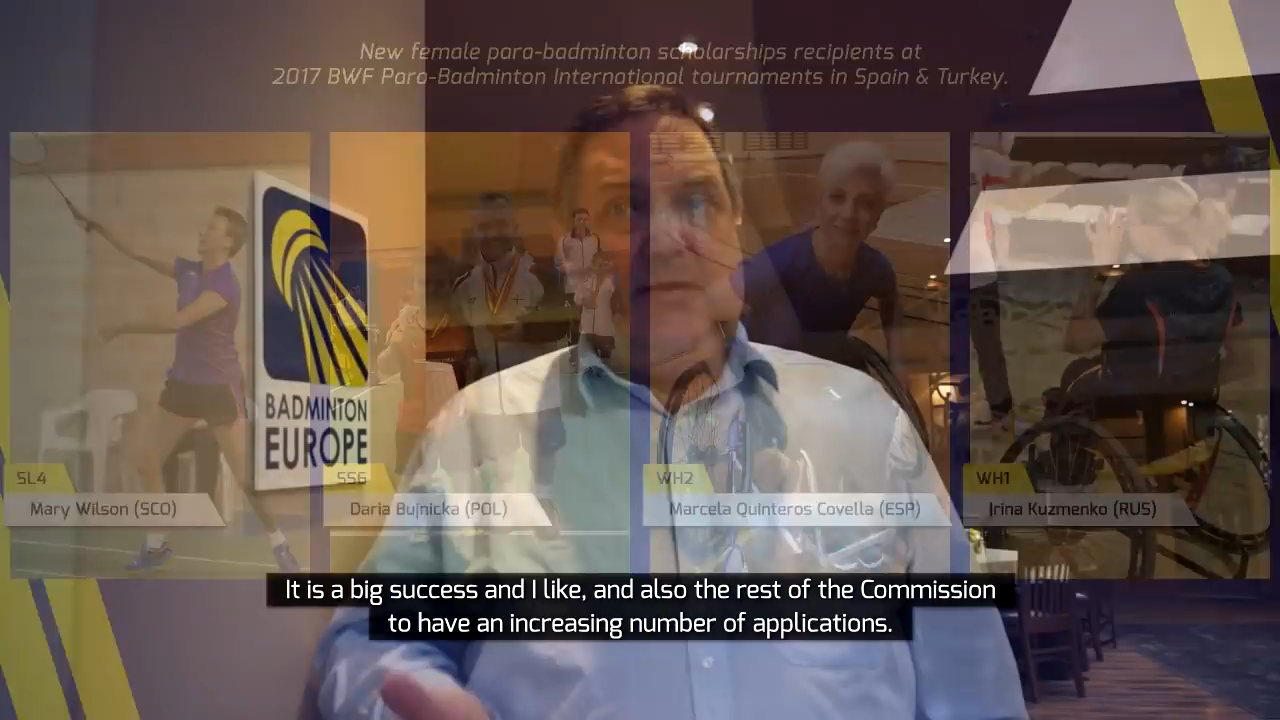 New female para-badminton scholarships recipients at
2017 BWF Para-Badminton International tournaments in Spain & Turkey.
BADMINTON
EUROPE
SL4
Mary Wilson (SCO)
SS6
Daria Bujnicka (POL)
WH2
Marcela Quinteros Covella (ESP)
WH1
Irina Kuzmenko (RUS)
It is a big success and I like, and also the rest of the Commission
to have an increasing number of applications.